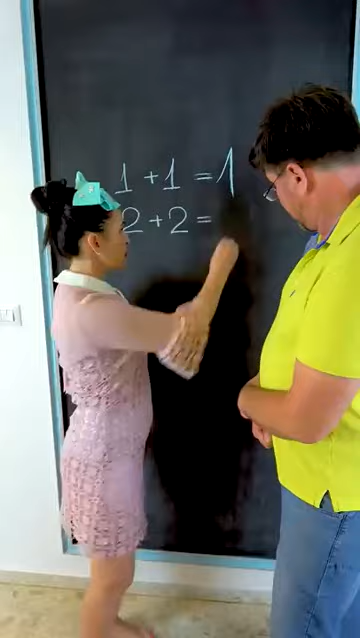 1 + 1 = 1
2 + 2 =